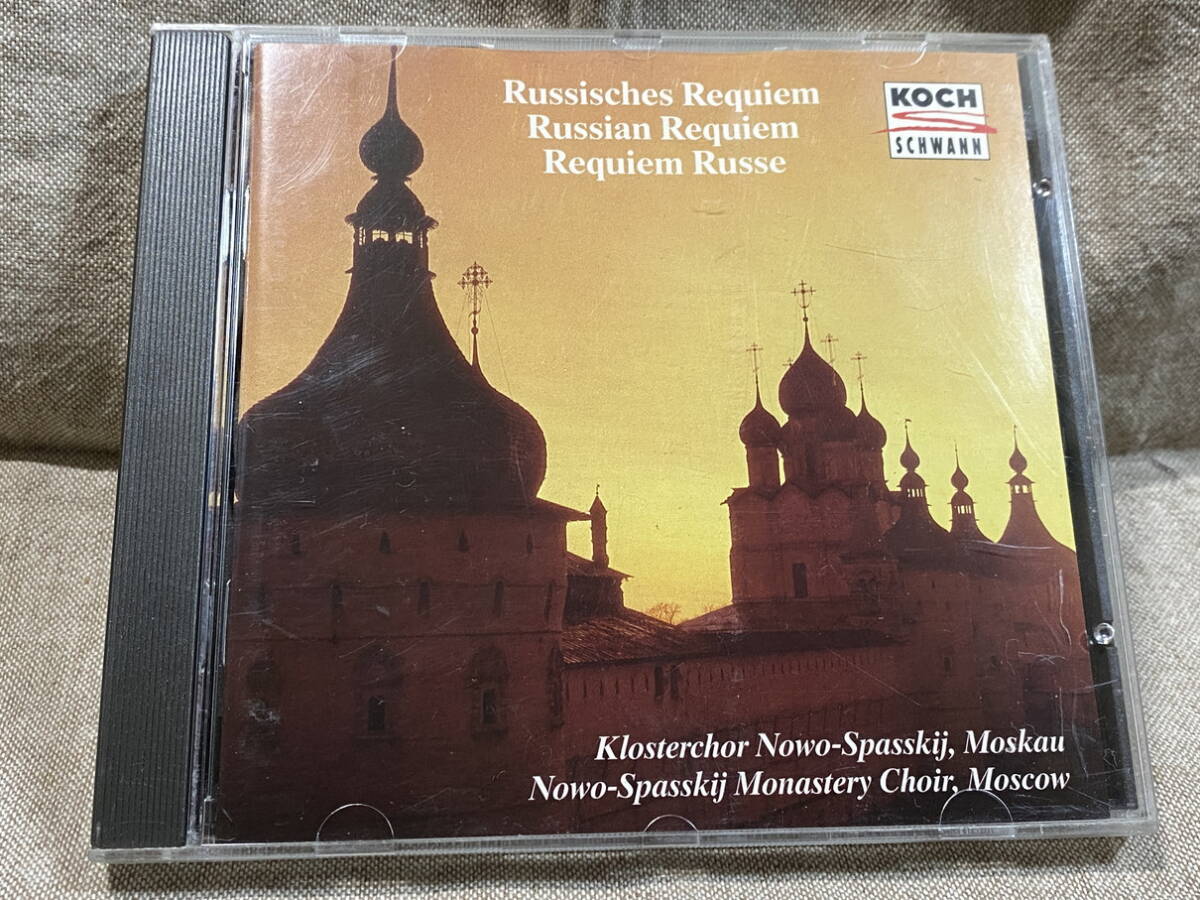 Russisches Requiem
Russian Requiem
Requiem Russe
KOCH
SCHWANN
Klosterchor Nowo-Spasskij, Moskau
Nowo-Spasskij Monastery Choir, Moscow